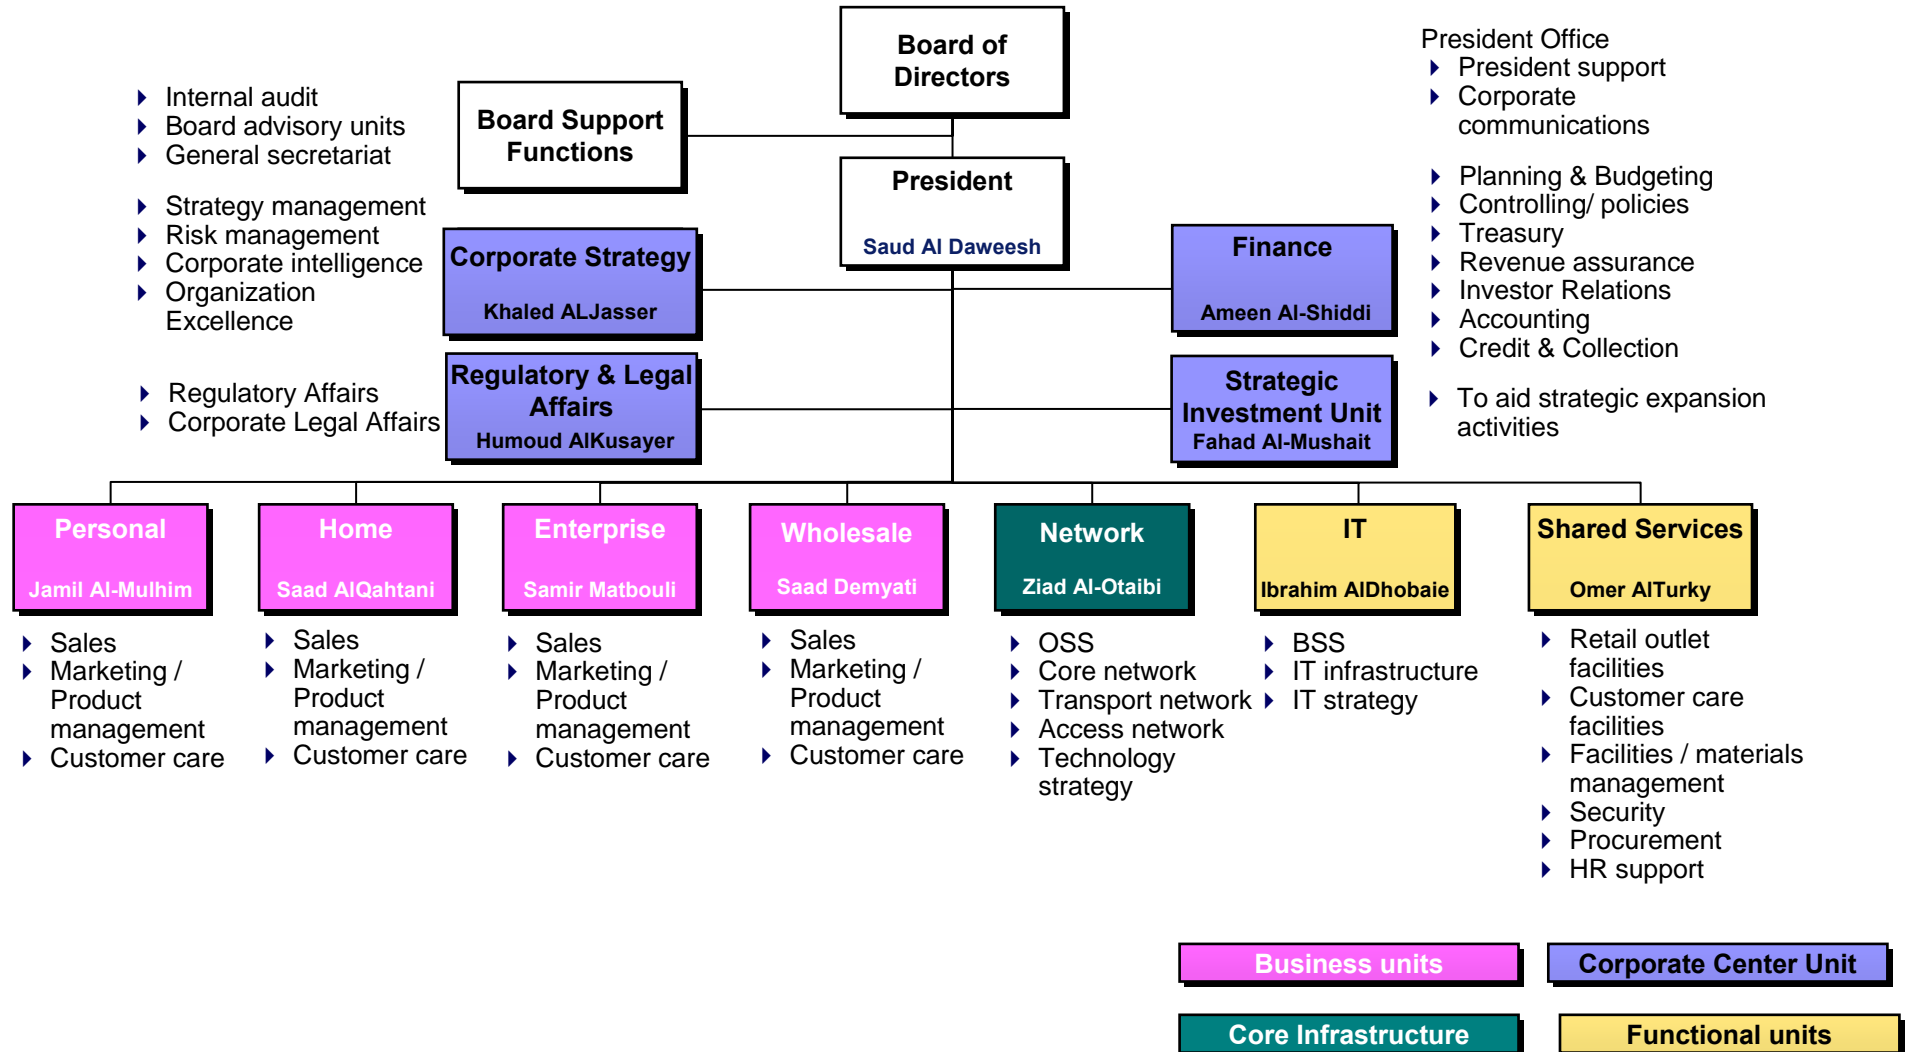 Board of
Directors
President Office
President support
Corporate
communications
Internal audit
Board advisory units
General secretariat
Board Support
Functions
President
Saud Al Daweesh
Strategy management
Risk management
Corporate intelligence
Organization
Excellence
Corporate Strategy
Khaled ALJasser
Finance
Ameen Al-Shiddi
Planning & Budgeting
Controlling/ policies
Treasury
Revenue assurance
Investor Relations
Accounting
Credit & Collection
Regulatory Affairs
Corporate Legal Affairs
Regulatory & Legal
Affairs
Humoud AlKusayer
Strategic
Investment Unit
Fahad Al-Mushait
To aid strategic expansion
activities
Personal
Jamil Al-Mulhim
Sales
Marketing /
Product
management
Customer care
Home
Saad AlQahtani
Sales
Marketing /
Product
management
Customer care
Enterprise
Samir Matbouli
Sales
Marketing /
Product
management
Customer care
Wholesale
Saad Demyati
Sales
Marketing /
Product
management
Customer care
Network
Ziad Al-Otaibi
OSS
Core network
Transport network
Access network
Technology
strategy
IT
Ibrahim AlDhobaie
BSS
IT infrastructure
IT strategy
Shared Services
Omer AlTurky
Retail outlet
facilities
Customer care
facilities
Facilities / materials
management
Security
Procurement
HR support
Business units
Corporate Center Unit
Core Infrastructure
Functional units